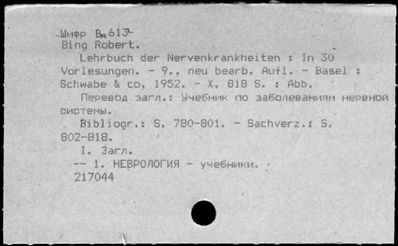 Шифр Вн613
Bing Robert.
Lehrbuch der Nervenkrankheiten : In 30
Vorlesungen. - 9., neu bearb. Aufl. - Basel :
Schwabe & co, 1952. - X, 818 S. : Abb.
Перевод загл.: Учебник по заболеваниям нервной
системы.
Bibliogr.: S. 780-801. - Sachverz.: S.
802-818.
I. Загл.
-- 1. НЕВРОЛОГИЯ - учебники.
217044